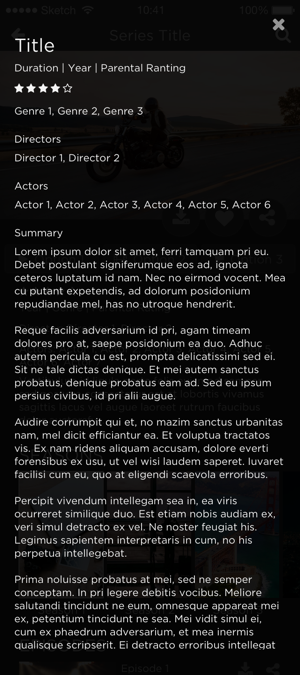 Sketch
10:41
100%
Series Title
Title
Duration | Year | Parental Ranting
Genre 1, Genre 2, Genre 3
Directors
Director 1, Director 2
Actors
Actor 1, Actor 2, Actor 3, Actor 4, Actor 5, Actor 6
Summary
Lorem ipsum dolor sit amet, ferri tamquam pri eu.
Debet postulant signiferumque eos ad, ignota
ceteros luptatum id nam. Nec no eirmod vocent. Mea
cu putant expetendis, ad dolorum posidonium
repudiandae mel, has no utroque hendrerit.
Reque facilis adversarium id pri, agam timeam
dolores pro at, saepe posidonium ea duo. Adhuc
autem pericula cu est, prompta delicatissimi sed ei.
Sit ne tale dictas denique. Et mei autem sanctus
probatus, denique probatus eam ad. Sed eu ipsum
persius civibus, id pri alii augue.
lobortis vivamus
sagittis lacus vel augue laoreet rutrum faucibus
Audire corrumpit qui et, no mazim sanctus urbanitas
nam, mel dicit efficiantur ea. Et voluptua tractatos
vis. Ex nam ridens aliquam accusam, dolore everti
forensibus ex usu, ut vel wisi laudem saperet. Iuvaret
facilisi cum eu, quo at eligendi scaevola erroribus.
Percipit vivendum intellegam sea in, ea viris
ocurreret similique duo. Est etiam nobis audiam ex,
veri simul detracto ex vel. Ne noster feugiat his.
Legimus sapientem interpretaris in cum, no his
perpetua intellegebat.
Prima noluisse probatus at mei, sed ne semper
conceptam. In pri legere debitis vocibus. Meliore
salutandi tincidunt ne eum, omnesque appareat mei
ex, petentium tincidunt ne sea. Mei vidit simul ei,
cum ex phaedrum adversarium, et mea inermis
qualisque scripserit. Ei detracto erroribus intellegat
Episode 1